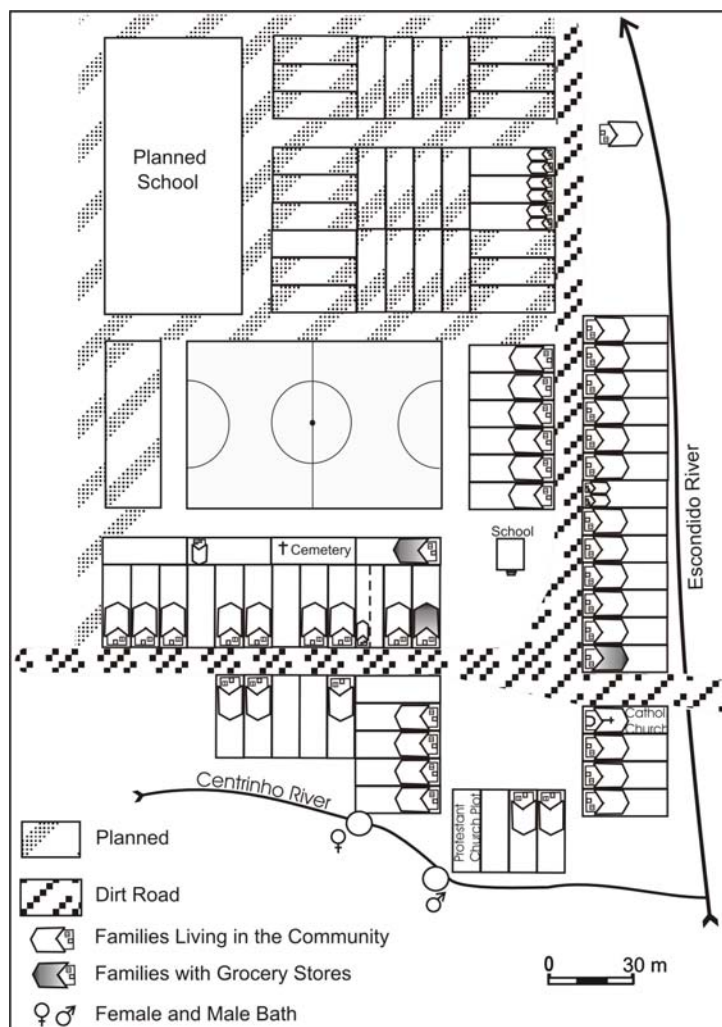 Planned
School
Escondido River
School
✝ Cemetery
Catholic
Church
Centrinho River
Protestant
Church Plot
♀
♂
Planned
Dirt Road
Families Living in the Community
Families with Grocery Stores
♀♂ Female and Male Bath
0 30 m